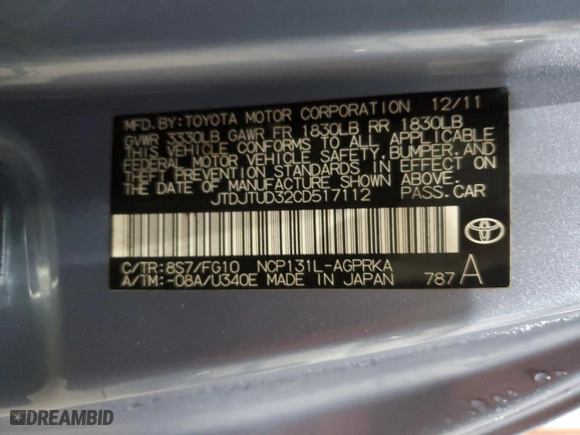 MFD.BY:TOYOTA MOTOR CORPORATION 12/11
GVWR 3330LB GAWR FR 1830LB RR 1830LB
THIS VEHICLE CONFORMS TO ALL APPLICABLE
FEDERAL MOTOR VEHICLE SAFETY,BUMPER,AND
THEFT PREVENTION STANDARDS IN EFFECT ON
THE DATE OF MANUFACTURE SHOWN ABOVE.
JTDJTUD32CD517112 PASS.CAR
C/TR:8S7/FG10 NCP131L-AGPRKA
A/TM:-08A/U340E MADE IN JAPAN 787 A
DREAMBID